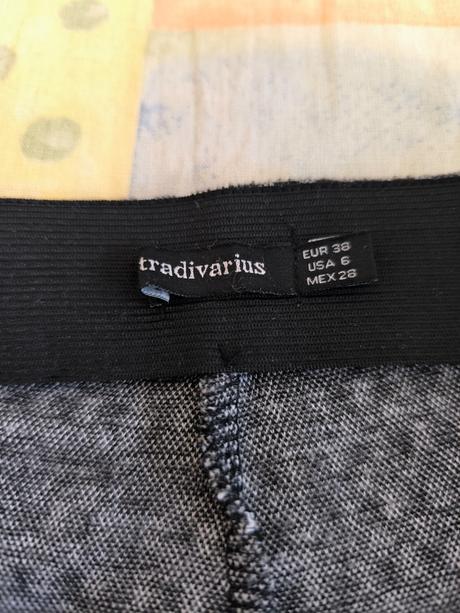 tradivarius
EUR 38
USA 6
MEX 28